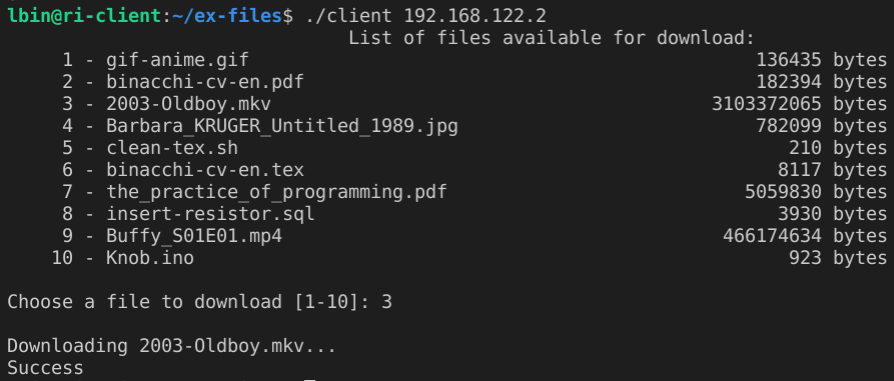 lbin@ri-client:~/ex-files$ ./client 192.168.122.2
List of files available for download:
1 - gif-anime.gif 136435 bytes
2 - binacchi-cv-en.pdf 182394 bytes
3 - 2003-Oldboy.mkv 3103372065 bytes
4 - Barbara_KRUGER_Untitled_1989.jpg 782099 bytes
5 - clean-tex.sh 210 bytes
6 - binacchi-cv-en.tex 8117 bytes
7 - the_practice_of_programming.pdf 5059830 bytes
8 - insert-resistor.sql 3930 bytes
9 - Buffy_S01E01.mp4 466174634 bytes
10 - Knob.ino 923 bytes
Choose a file to download [1-10]: 3
Downloading 2003-Oldboy.mkv...
Success